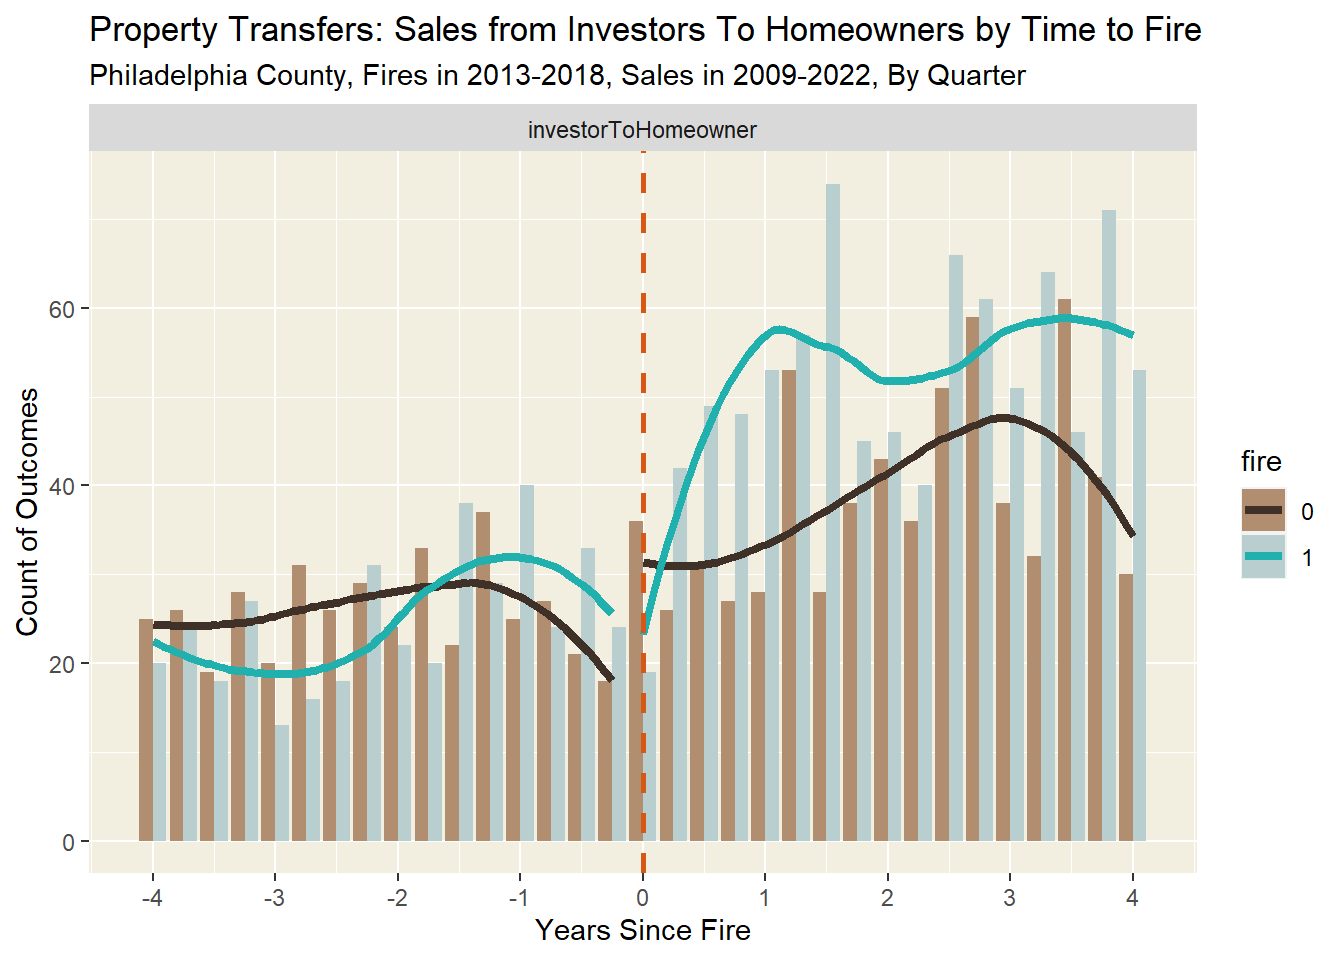 Property Transfers: Sales from Investors To Homeowners by Time to Fire
Philadelphia County, Fires in 2013-2018, Sales in 2009-2022, By Quarter
investorToHomeowner
Count of Outcomes
60
40
20
0
-4 -3 -2 -1 0 1 2 3 4
Years Since Fire
fire
0
1